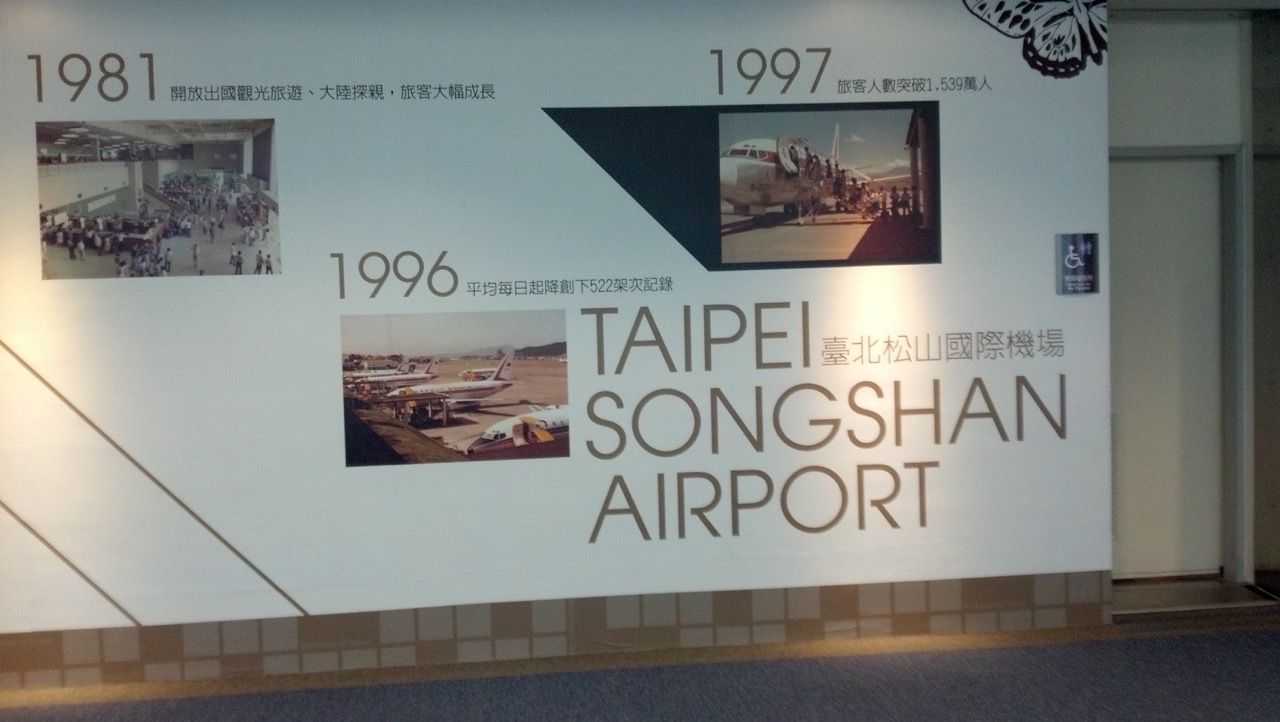 1981 開放出國觀光旅遊、大陸探親，旅客大幅成長
1997 旅客人數突破1,539萬人
1996 平均每日起降創下522架次記錄
TAIPEI 臺北松山國際機場
SONGSHAN
AIRPORT